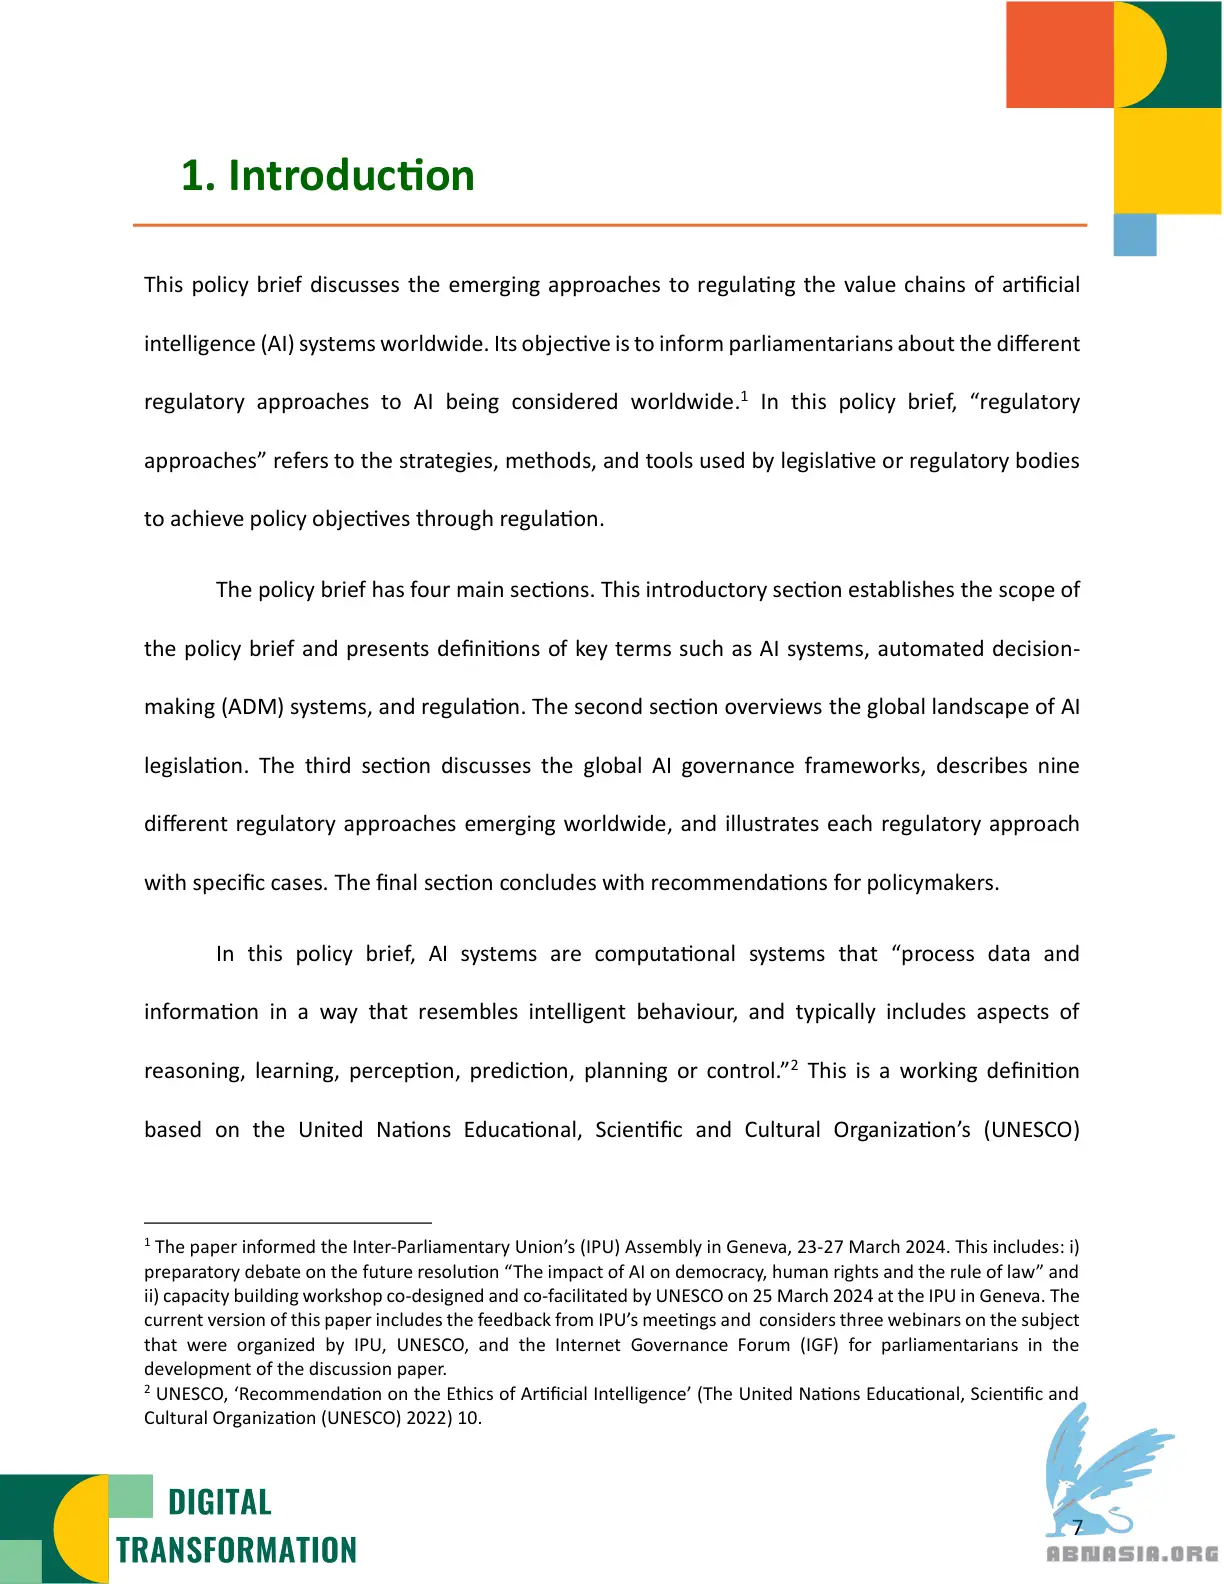 1. Introduction
This policy brief discusses the emerging approaches to regulating the value chains of artificial
intelligence (AI) systems worldwide. Its objective is to inform parliamentarians about the different
regulatory approaches to AI being considered worldwide.¹ In this policy brief, “regulatory
approaches” refers to the strategies, methods, and tools used by legislative or regulatory bodies
to achieve policy objectives through regulation.
The policy brief has four main sections. This introductory section establishes the scope of
the policy brief and presents definitions of key terms such as AI systems, automated decision-
making (ADM) systems, and regulation. The second section overviews the global landscape of AI
legislation. The third section discusses the global AI governance frameworks, describes nine
different regulatory approaches emerging worldwide, and illustrates each regulatory approach
with specific cases. The final section concludes with recommendations for policymakers.
In this policy brief, AI systems are computational systems that “process data and
information in a way that resembles intelligent behaviour, and typically includes aspects of
reasoning, learning, perception, prediction, planning or control.”² This is a working definition
based on the United Nations Educational, Scientific and Cultural Organization’s (UNESCO)
¹ The paper informed the Inter-Parliamentary Union’s (IPU) Assembly in Geneva, 23-27 March 2024. This includes: i)
preparatory debate on the future resolution “The impact of AI on democracy, human rights and the rule of law” and
ii) capacity building workshop co-designed and co-facilitated by UNESCO on 25 March 2024 at the IPU in Geneva. The
current version of this paper includes the feedback from IPU’s meetings and considers three webinars on the subject
that were organized by IPU, UNESCO, and the Internet Governance Forum (IGF) for parliamentarians in the
development of the discussion paper.
² UNESCO, ‘Recommendation on the Ethics of Artificial Intelligence’ (The United Nations Educational, Scientific and
Cultural Organization (UNESCO) 2022) 10.
DIGITAL
TRANSFORMATION
7
ABNASIA.ORG